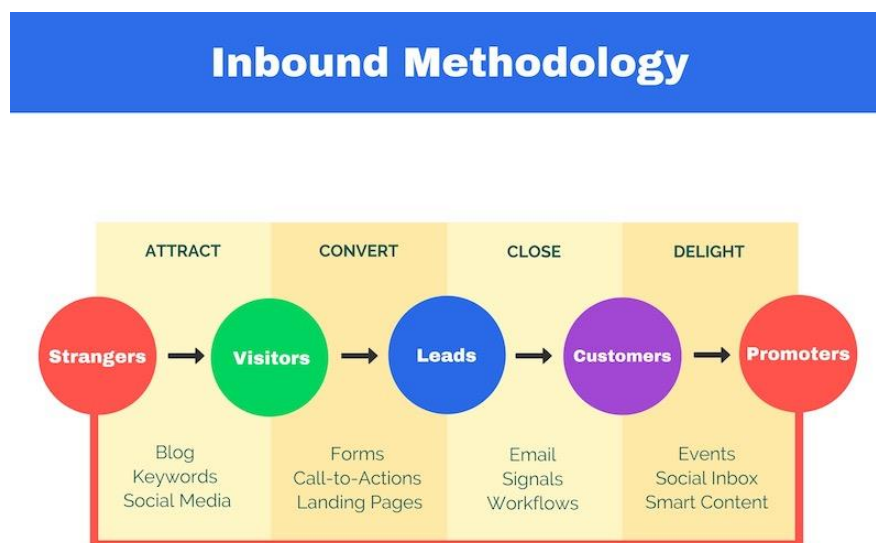 Inbound Methodology
ATTRACT CONVERT CLOSE DELIGHT
Strangers Visitors Leads Customers Promoters
Blog
Keywords
Social Media
Forms
Call-to-Actions
Landing Pages
Email
Signals
Workflows
Events
Social Inbox
Smart Content